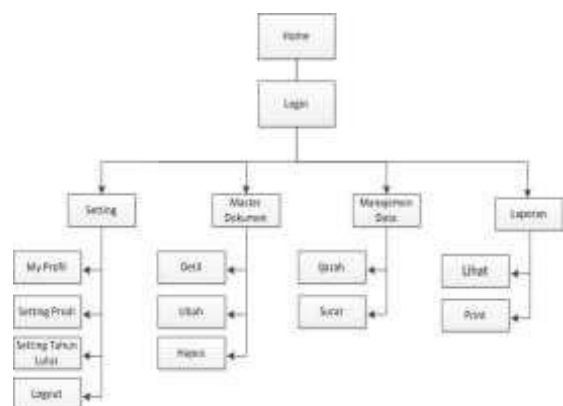 Home
Login
Setting
Master
Dokumen
Manajemen
Data
Laporan
My Profil
Setting Prodi
Setting Tahun
Lulus
Logout
Detil
Ubah
Hapus
Ijazah
Surat
Lihat
Print